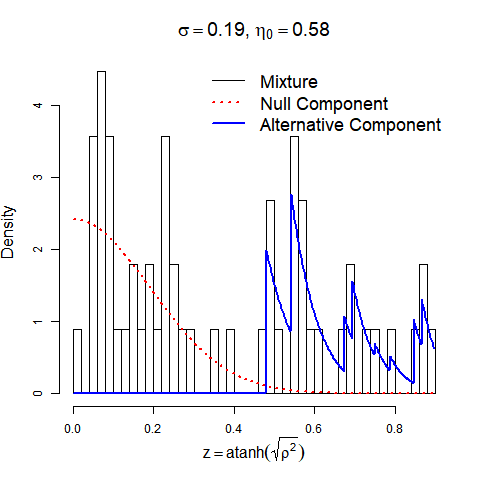 σ = 0.19, η₀ = 0.58
Mixture
Null Component
Alternative Component
Density
0
1
2
3
4
0.0 0.2 0.4 0.6 0.8
z = atanh(√ρ²)